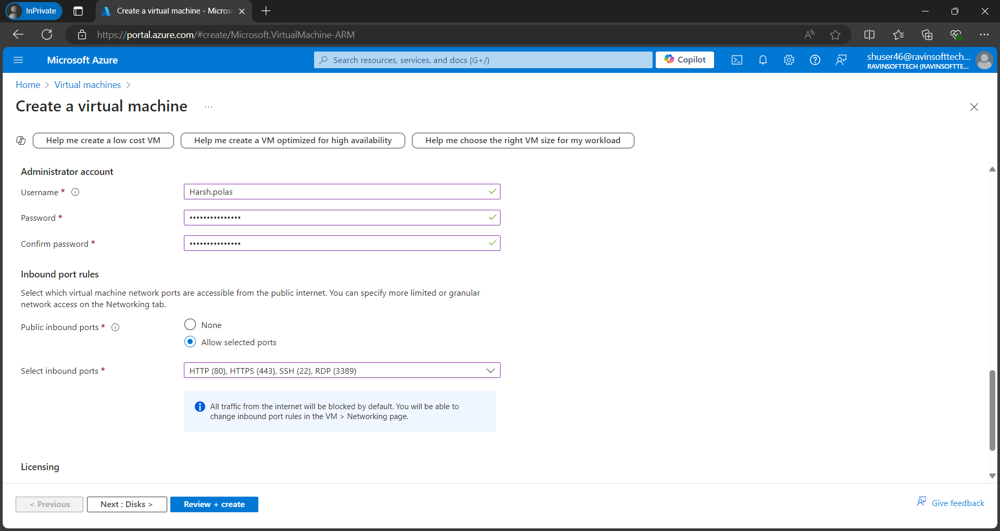 InPrivate
Create a virtual machine - Micros
https://portal.azure.com/#create/Microsoft.VirtualMachine-ARM
Microsoft Azure
Search resources, services, and docs (G+/)
Copilot
shuser46@ravinsofttech...
RAVINSOFTTECH (RAVINSOFTTE...
Home > Virtual machines >
Create a virtual machine ...
Help me create a low cost VM
Help me create a VM optimized for high availability
Help me choose the right VM size for my workload
Administrator account
Username *
Harsh.polas
Password *
•••••••••••••••
Confirm password *
•••••••••••••••
Inbound port rules
Select which virtual machine network ports are accessible from the public internet. You can specify more limited or granular
network access on the Networking tab.
Public inbound ports *
None
Allow selected ports
Select inbound ports *
HTTP (80), HTTPS (443), SSH (22), RDP (3389)
All traffic from the internet will be blocked by default. You will be able to
change inbound port rules in the VM > Networking page.
Licensing
< Previous
Next : Disks >
Review + create
Give feedback